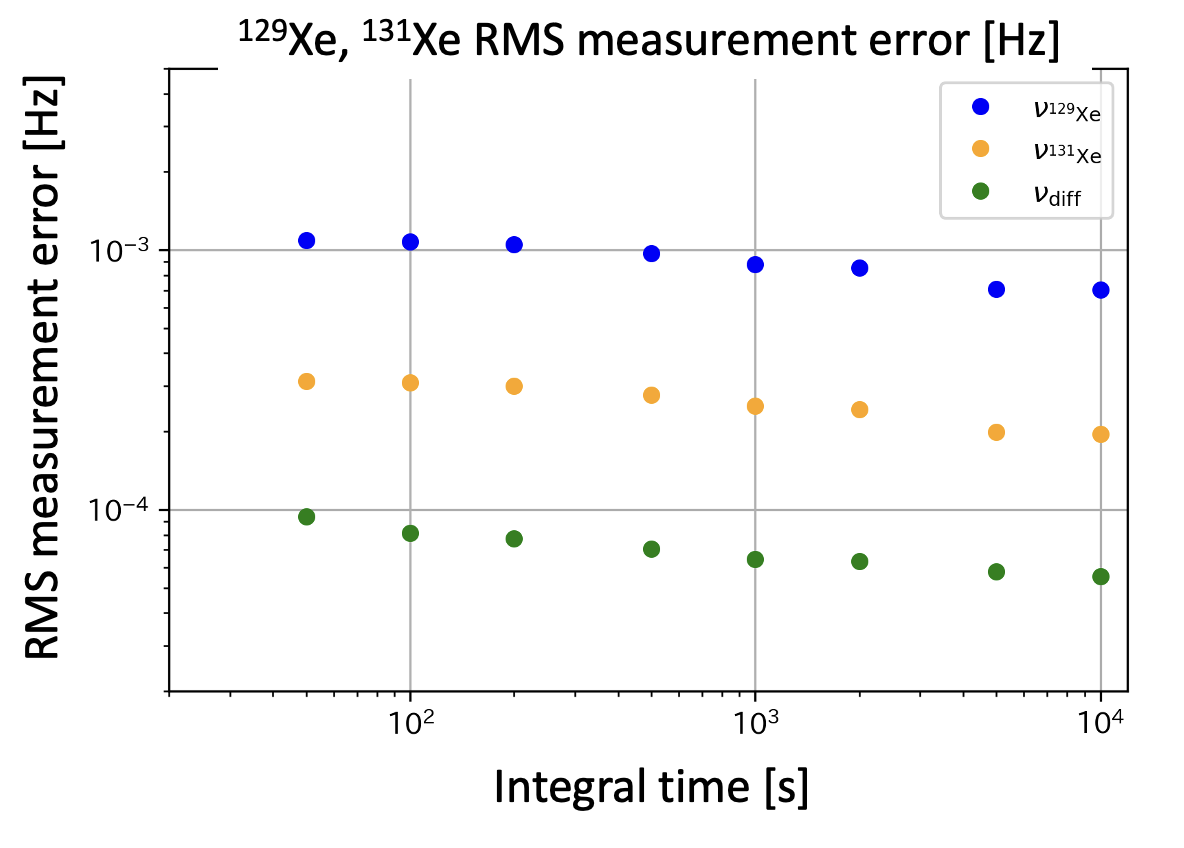 ¹²⁹Xe, ¹³¹Xe RMS measurement error [Hz]
RMS measurement error [Hz]
ν¹²⁹Xe
ν¹³¹Xe
νdiff
10⁻³
10⁻⁴
10² 10³ 10⁴
Integral time [s]